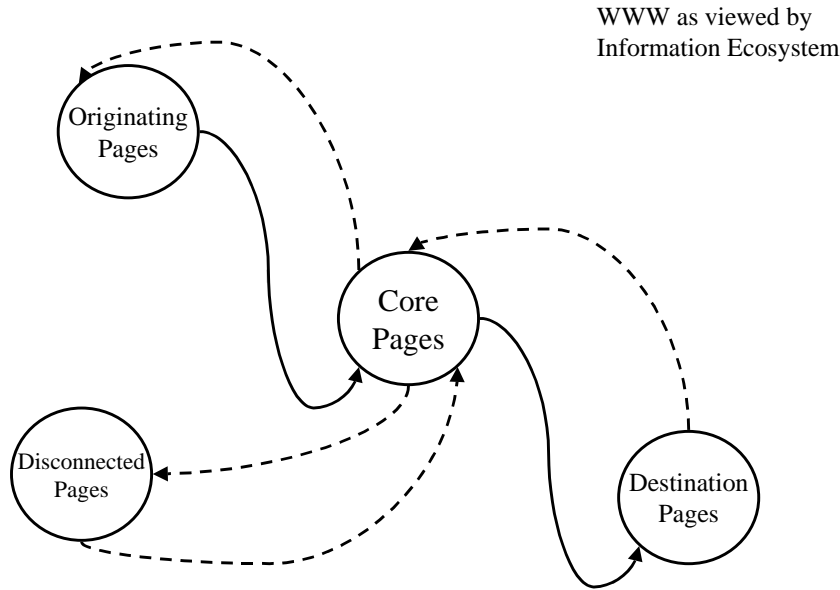 WWW as viewed by
Information Ecosystem
Originating
Pages
Core
Pages
Disconnected
Pages
Destination
Pages